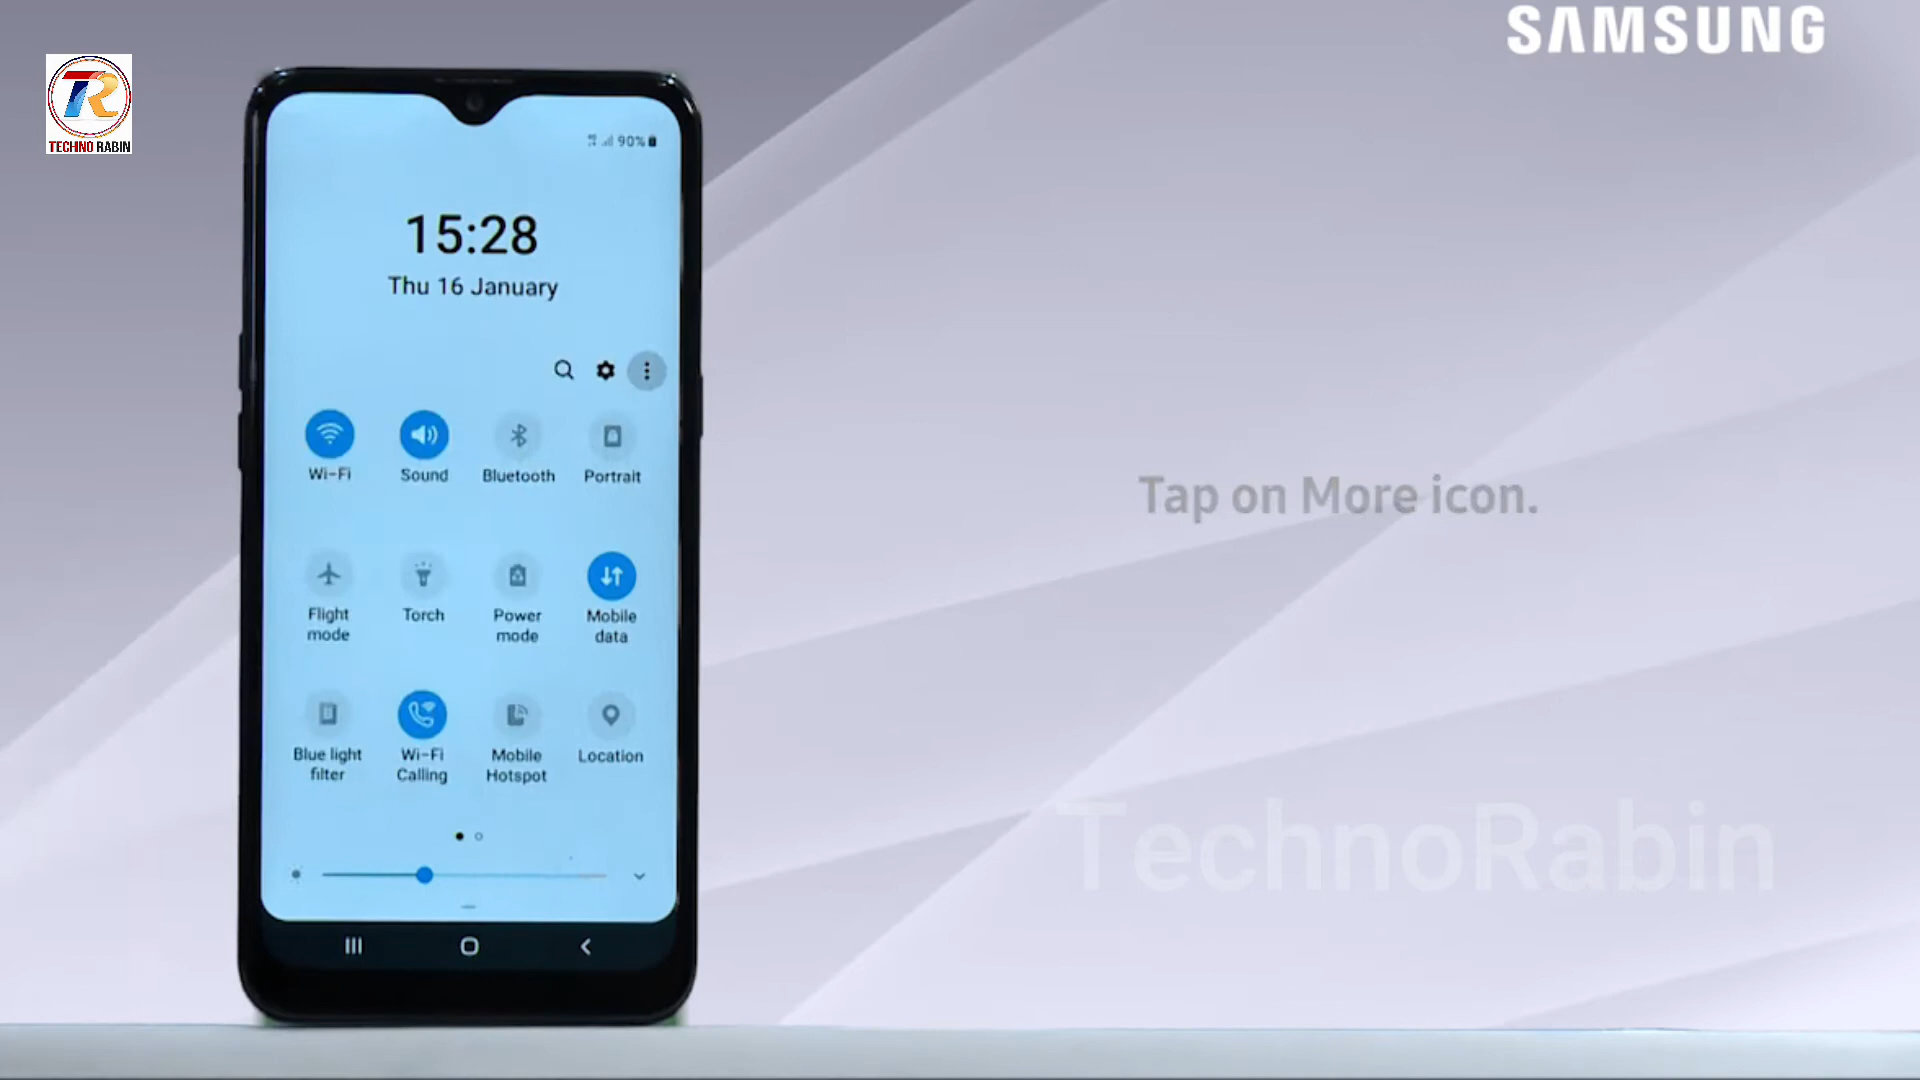 SAMSUNG
TR
TECHNO RABIN
90%
15:28
Thu 16 January
Wi-Fi
Sound
Bluetooth
Portrait
Flight mode
Torch
Power mode
Mobile data
Blue light filter
Wi-Fi Calling
Mobile Hotspot
Location
Tap on More icon.
TechnoRabin